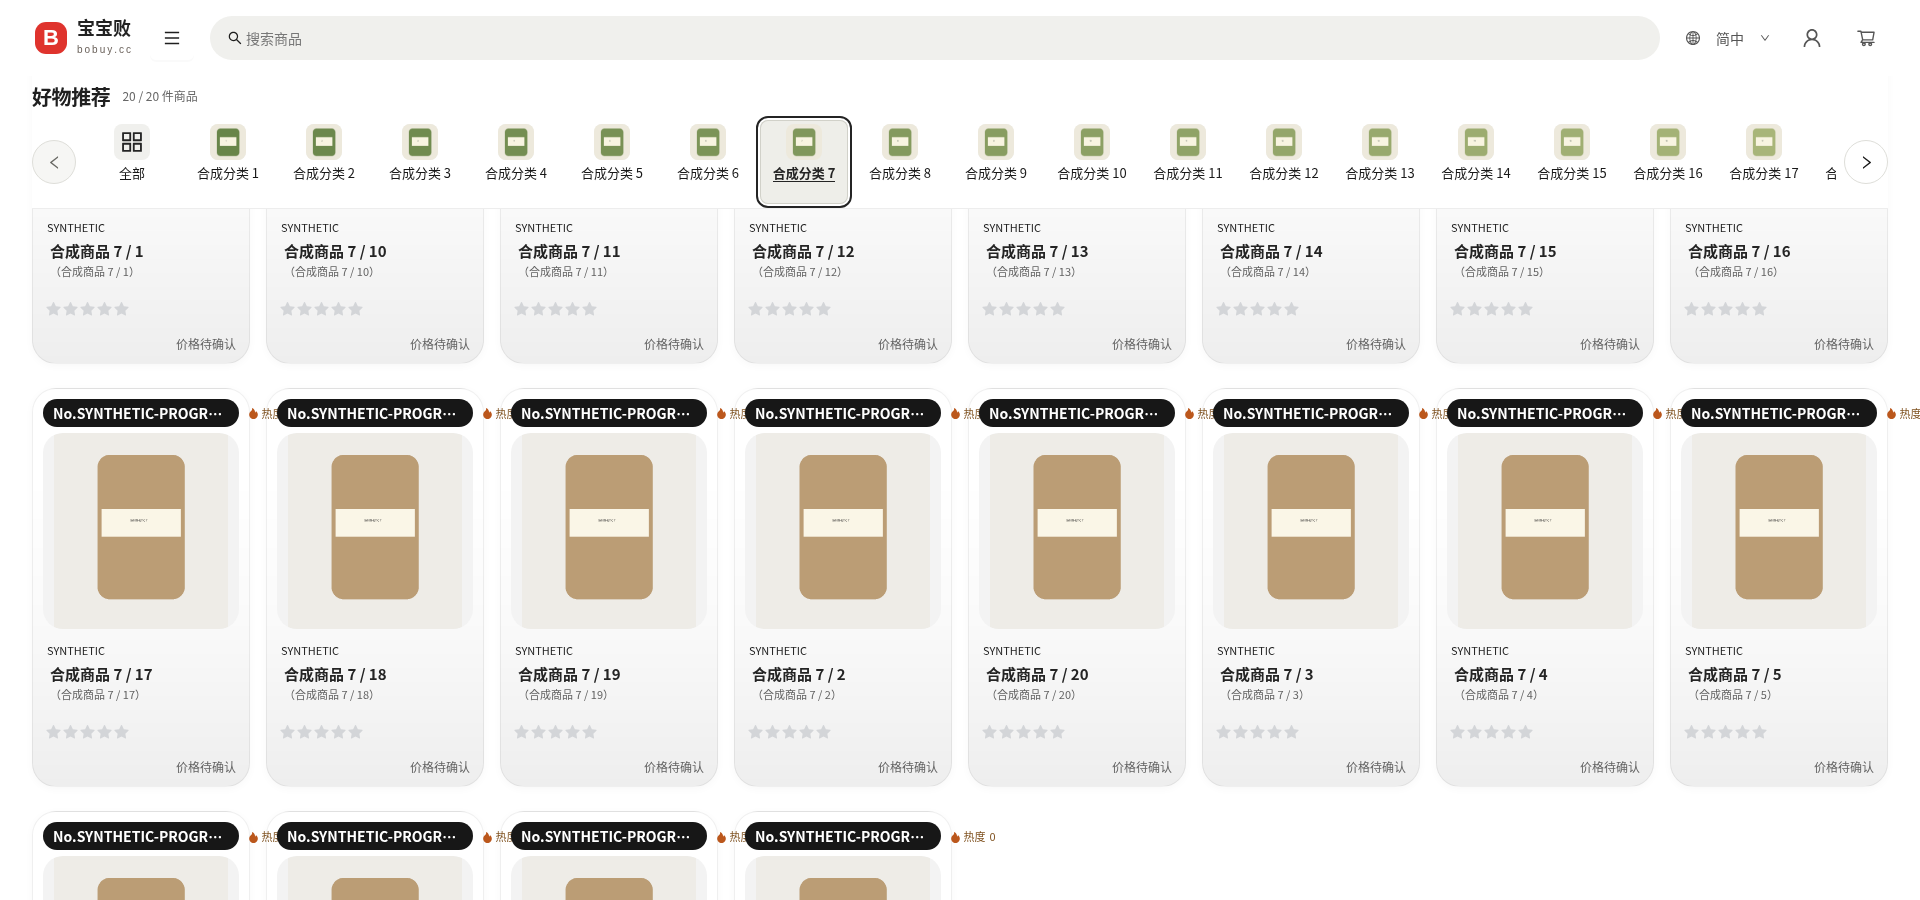 B 宝宝败
bobuy.cc
搜索商品
简中
好物推荐 20 / 20 件商品
全部 合成分类 1 合成分类 2 合成分类 3 合成分类 4 合成分类 5 合成分类 6 合成分类 7 合成分类 8 合成分类 9 合成分类 10 合成分类 11 合成分类 12 合成分类 13 合成分类 14 合成分类 15 合成分类 16 合成分类 17 合
SYNTHETIC SYNTHETIC SYNTHETIC SYNTHETIC SYNTHETIC SYNTHETIC SYNTHETIC SYNTHETIC
合成商品 7 / 1 合成商品 7 / 10 合成商品 7 / 11 合成商品 7 / 12 合成商品 7 / 13 合成商品 7 / 14 合成商品 7 / 15 合成商品 7 / 16
（合成商品 7 / 1） （合成商品 7 / 10） （合成商品 7 / 11） （合成商品 7 / 12） （合成商品 7 / 13） （合成商品 7 / 14） （合成商品 7 / 15） （合成商品 7 / 16）
价格待确认 价格待确认 价格待确认 价格待确认 价格待确认 价格待确认 价格待确认 价格待确认
No.SYNTHETIC-PROGR··· 热度 No.SYNTHETIC-PROGR··· 热度 No.SYNTHETIC-PROGR··· 热度 No.SYNTHETIC-PROGR··· 热度 No.SYNTHETIC-PROGR··· 热度 No.SYNTHETIC-PROGR··· 热度 No.SYNTHETIC-PROGR··· 热度 No.SYNTHETIC-PROGR··· 热度
SYNTHETIC SYNTHETIC SYNTHETIC SYNTHETIC SYNTHETIC SYNTHETIC SYNTHETIC SYNTHETIC
合成商品 7 / 17 合成商品 7 / 18 合成商品 7 / 19 合成商品 7 / 2 合成商品 7 / 20 合成商品 7 / 3 合成商品 7 / 4 合成商品 7 / 5
（合成商品 7 / 17） （合成商品 7 / 18） （合成商品 7 / 19） （合成商品 7 / 2） （合成商品 7 / 20） （合成商品 7 / 3） （合成商品 7 / 4） （合成商品 7 / 5）
价格待确认 价格待确认 价格待确认 价格待确认 价格待确认 价格待确认 价格待确认 价格待确认
No.SYNTHETIC-PROGR··· 热度 No.SYNTHETIC-PROGR··· 热度 No.SYNTHETIC-PROGR··· 热度 No.SYNTHETIC-PROGR··· 热度 0